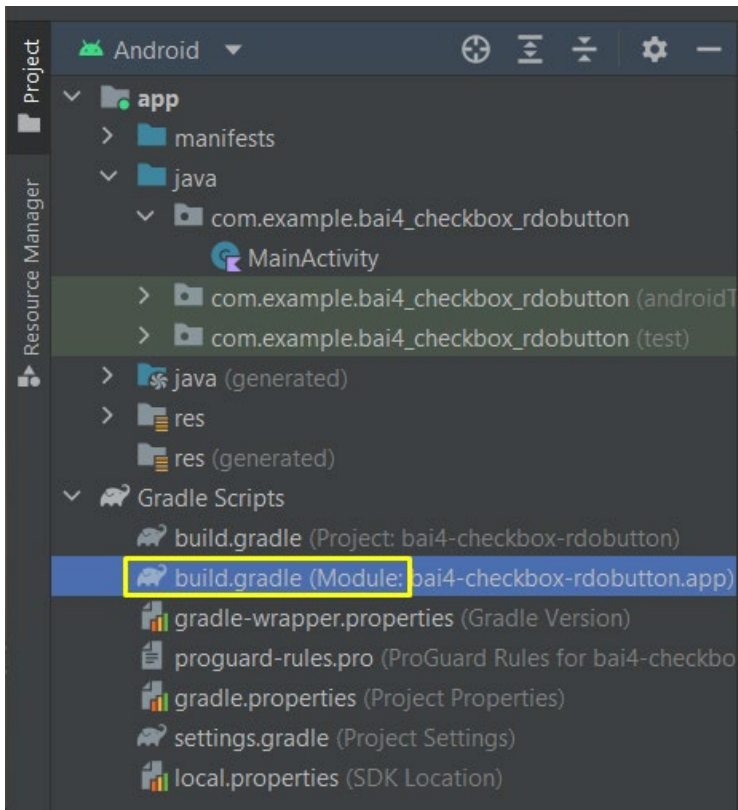 Project
Resource Manager
Android
app
manifests
java
com.example.bai4_checkbox_rdobutton
MainActivity
com.example.bai4_checkbox_rdobutton (androidT
com.example.bai4_checkbox_rdobutton (test)
java (generated)
res
res (generated)
Gradle Scripts
build.gradle (Project: bai4-checkbox-rdobutton)
build.gradle (Module: bai4-checkbox-rdobutton.app)
gradle-wrapper.properties (Gradle Version)
proguard-rules.pro (ProGuard Rules for bai4-checkbo
gradle.properties (Project Properties)
settings.gradle (Project Settings)
local.properties (SDK Location)